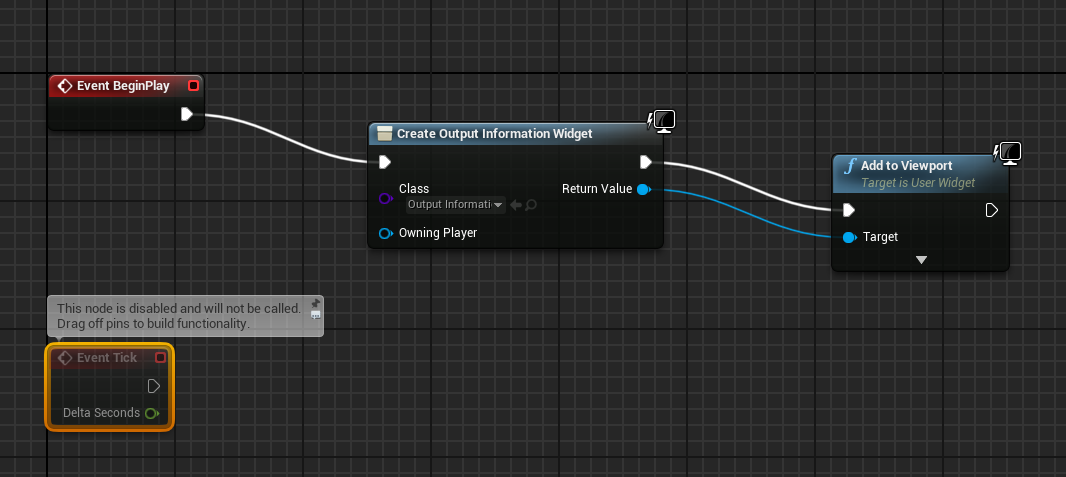 Event BeginPlay
Create Output Information Widget
Class
Return Value
Output Informati
Owning Player
Add to Viewport
Target is User Widget
Target
This node is disabled and will not be called.
Drag off pins to build functionality.
Event Tick
Delta Seconds